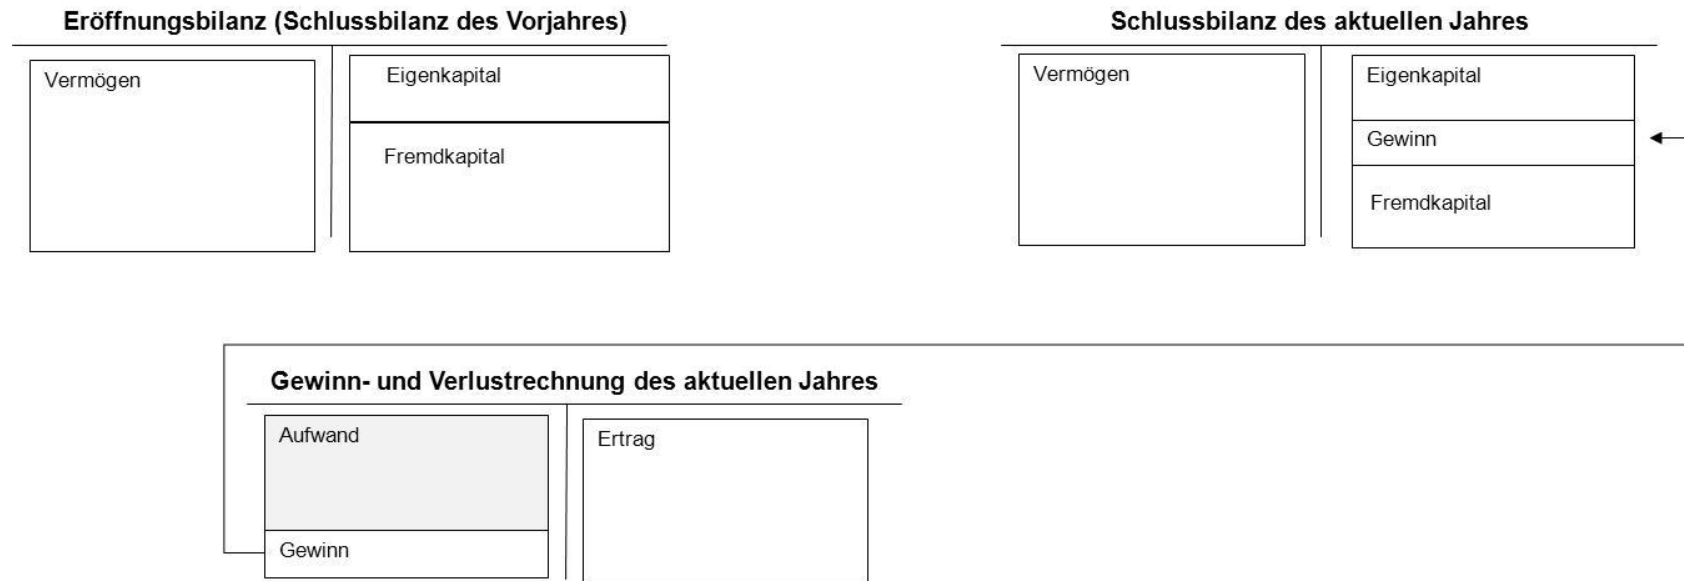 Eröffnungsbilanz (Schlussbilanz des Vorjahres)
Vermögen
Eigenkapital
Fremdkapital
Schlussbilanz des aktuellen Jahres
Vermögen
Eigenkapital
Gewinn
Fremdkapital
Gewinn- und Verlustrechnung des aktuellen Jahres
Aufwand
Gewinn
Ertrag